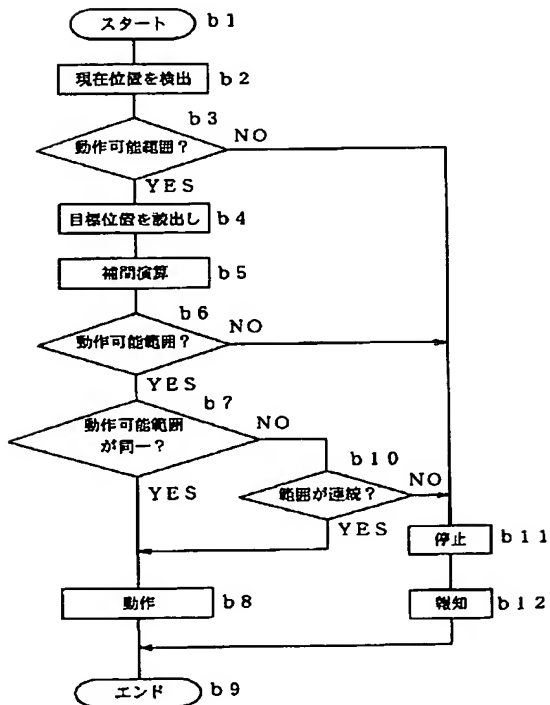 スタート b1
現在位置を検出 b2
b3
動作可能範囲? NO
YES
目標位置を読出し b4
補間演算 b5
b6
動作可能範囲? NO
YES
b7
動作可能範囲
が同一? NO
YES
b10
範囲が連続? NO
YES
停止 b11
動作 b8
報知 b12
エンド b9